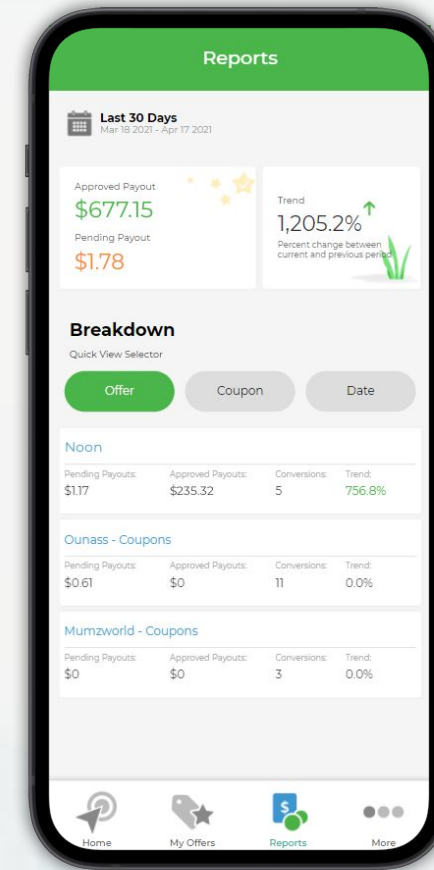 Reports
Last 30 Days
Mar 18 2021 - Apr 17 2021
Approved Payout
$677.15
Pending Payout
$1.78
Trend
1,205.2%
Percent change between
current and previous period
Breakdown
Quick View Selector
Offer Coupon Date
Noon
Pending Payouts: Approved Payouts: Conversions: Trend:
$1.17 $235.32 5 756.8%
Ounass - Coupons
Pending Payouts: Approved Payouts: Conversions: Trend:
$0.61 $0 11 0.0%
Mumzworld - Coupons
Pending Payouts: Approved Payouts: Conversions: Trend:
$0 $0 3 0.0%
$
Home My Offers Reports More